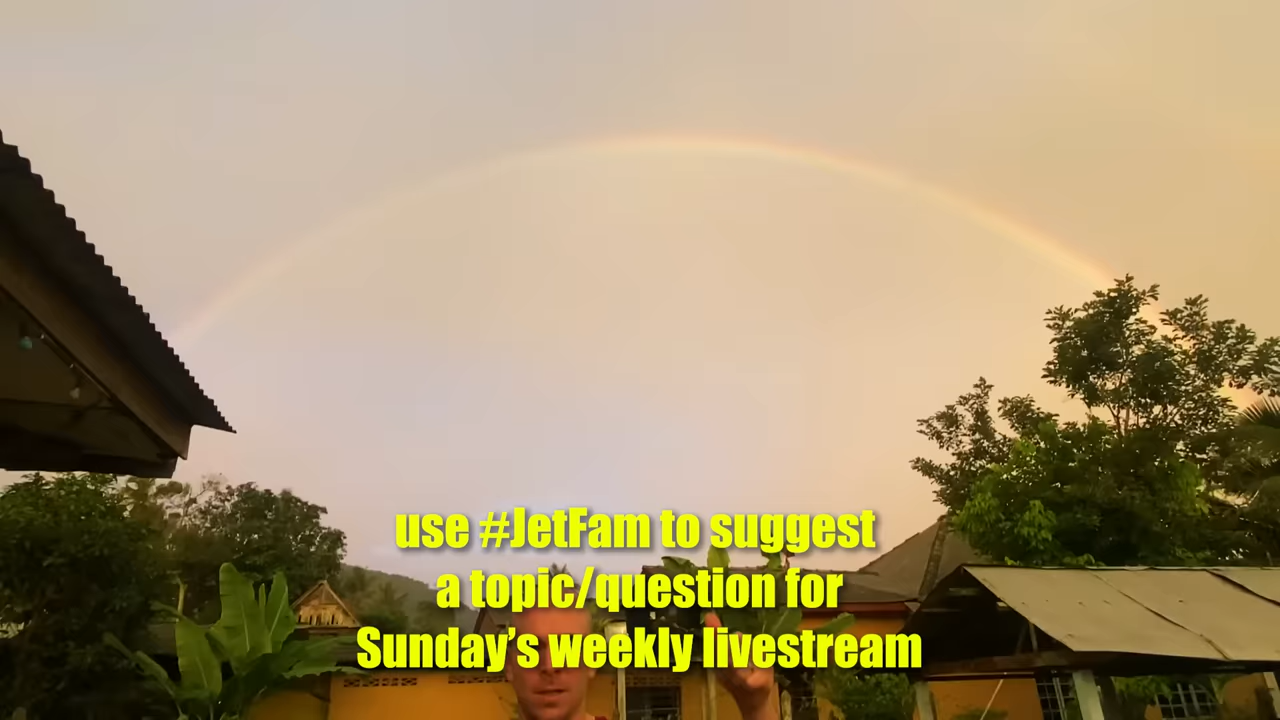 use #JetFam to suggest
a topic/question for
Sunday’s weekly livestream